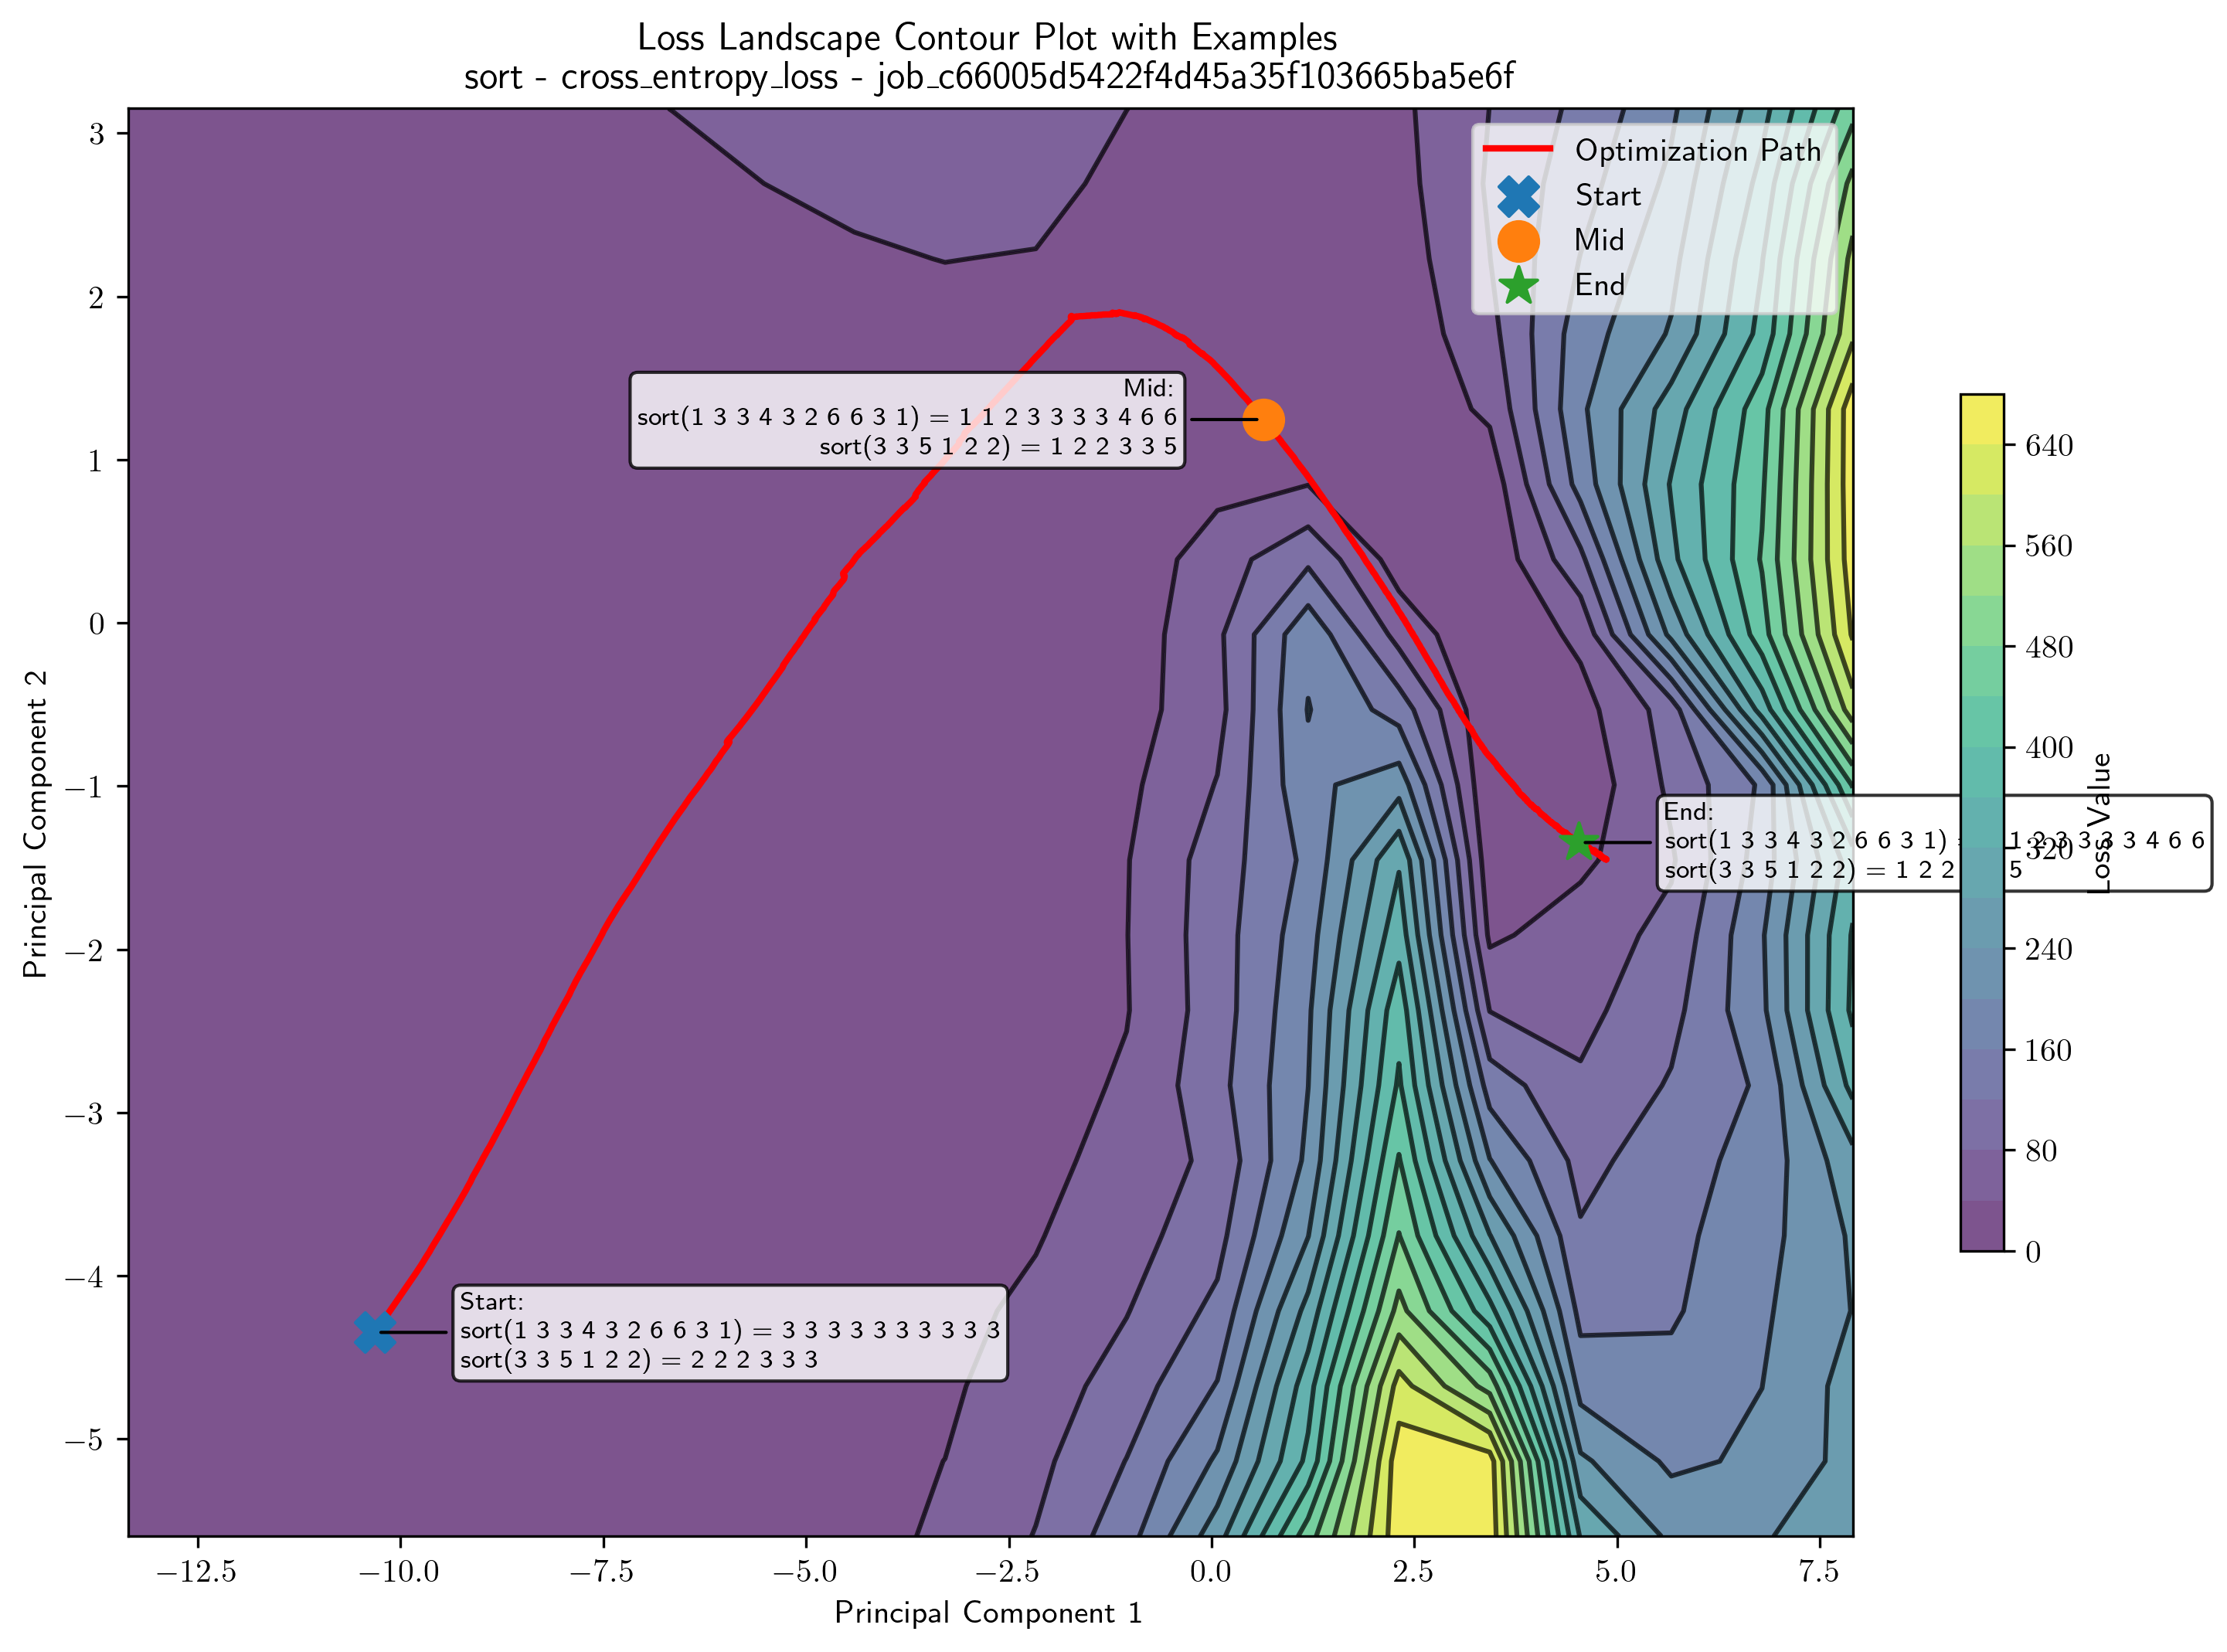 Loss Landscape Contour Plot with Examples
sort - cross_entropy_loss - job_c66005d5422f4d45a35f103665ba5e6f
Optimization Path
Start
Mid
End
Mid:
sort(1 3 3 4 3 2 6 6 3 1) = 1 1 2 3 3 3 3 4 6 6
sort(3 3 5 1 2 2) = 1 2 2 3 3 5
End:
sort(1 3 3 4 3 2 6 6 3 1) 1 2 3 3 3 3 4 6 6
sort(3 3 5 1 2 2) = 1 2 2 5
Start:
sort(1 3 3 4 3 2 6 6 3 1) = 3 3 3 3 3 3 3 3 3 3
sort(3 3 5 1 2 2) = 2 2 2 3 3 3
Principal Component 2
3
2
1
0
−1
−2
−3
−4
−5
−12.5 −10.0 −7.5 −5.0 −2.5 0.0 2.5 5.0 7.5
Principal Component 1
640
560
480
400
320
240
160
80
0
Loss Value